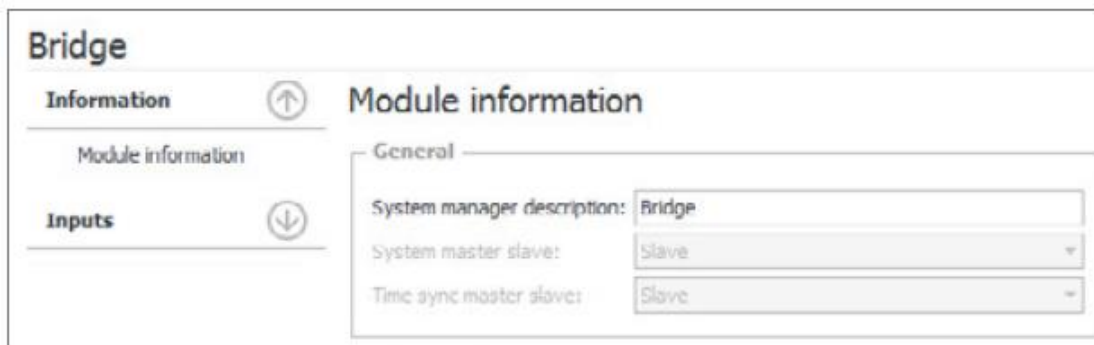 Bridge
Information
Module information
Inputs
Module information
General
System manager description: Bridge
System master slave: Slave
Time sync master slave: Slave